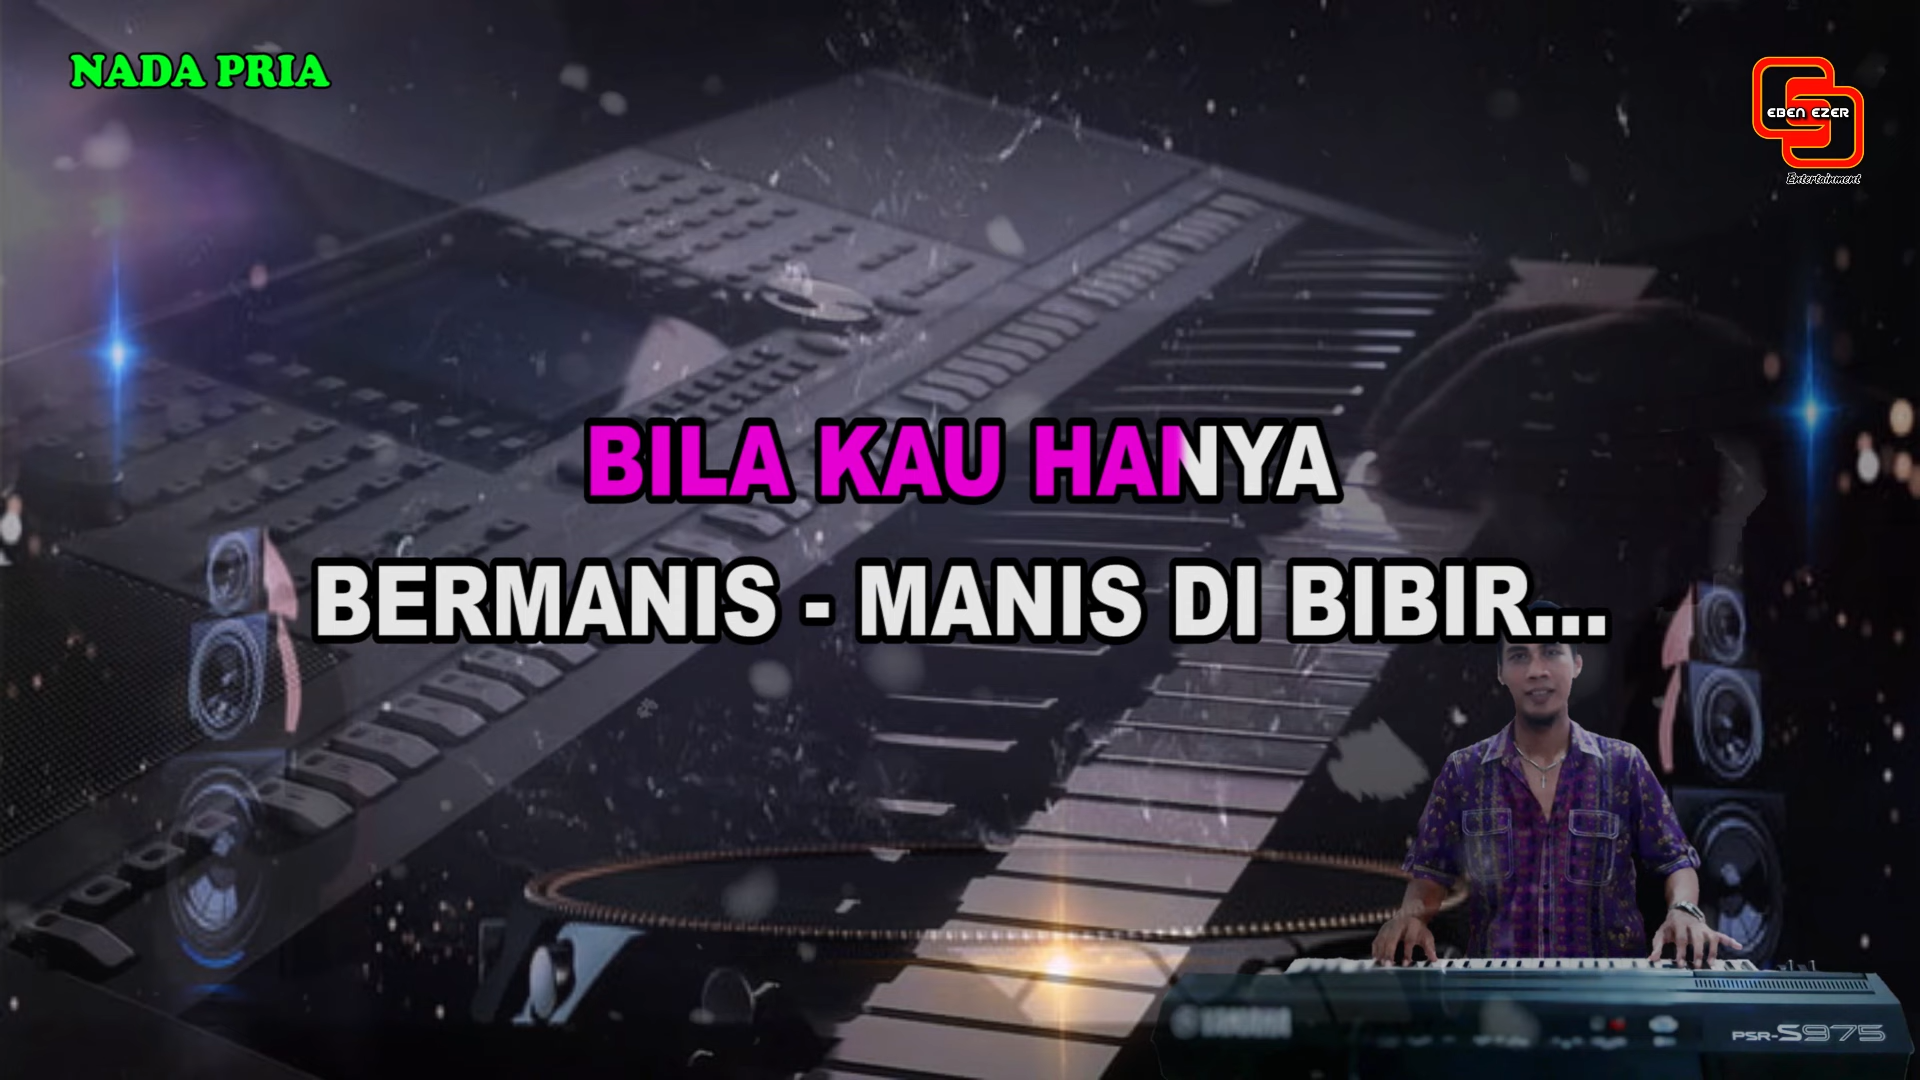 NADA PRIA
EBEN EZER
Entertainment
BILA KAU HANYA
BERMANIS - MANIS DI BIBIR...
PSR-S975